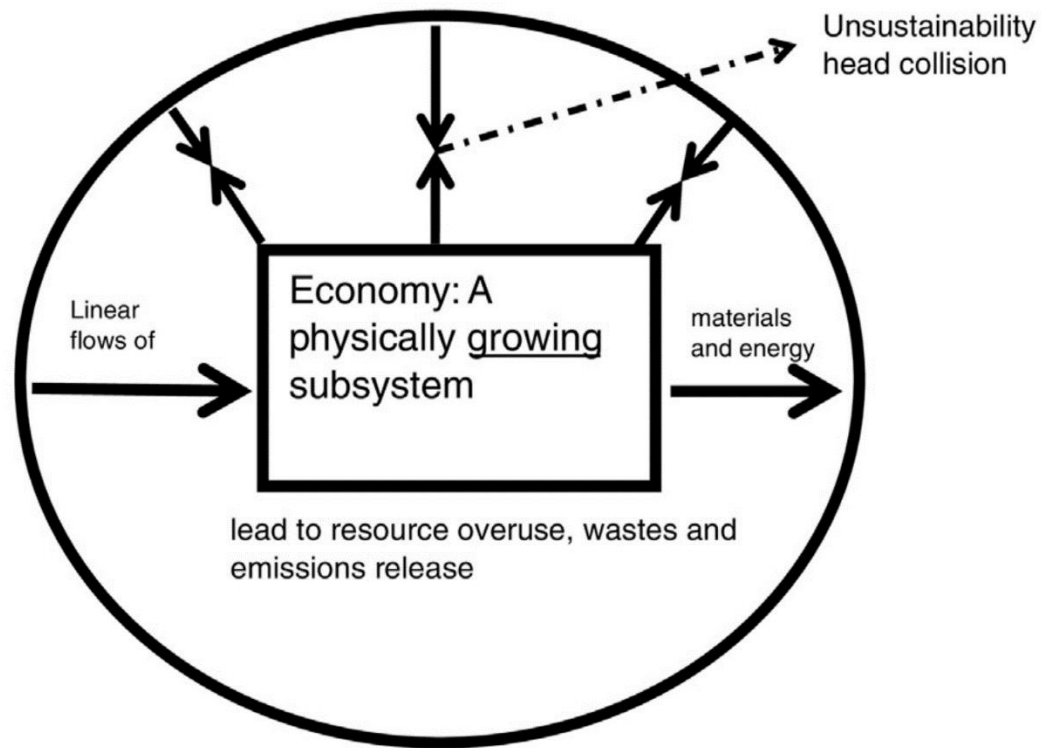 Unsustainability
head collision
Economy: A
physically growing
subsystem
Linear
flows of
materials
and energy
lead to resource overuse, wastes and
emissions release